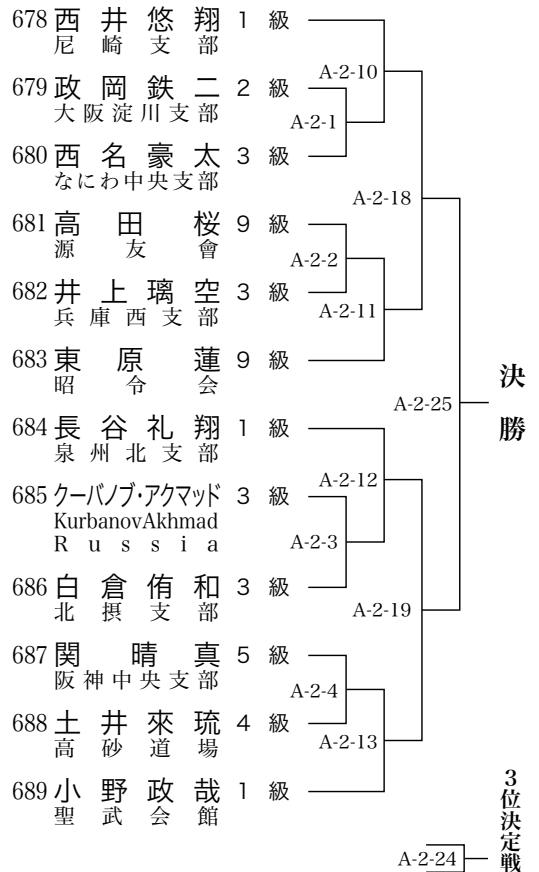 678 西井悠翔 1 級
尼崎支部
A-2-10
679 政岡鉄二 2 級
大阪淀川支部
A-2-1
680 西名豪太 3 級
なにわ中央支部
A-2-18
681 高田桜 9 級
源友會
A-2-2
682 井上璃空 3 級
兵庫西支部
A-2-11
683 東原蓮 9 級
昭令会
決勝
A-2-25
684 長谷礼翔 1 級
泉州北支部
A-2-12
685 クーバノブ・アクマッド 3 級
KurbanovAkhmad
Russia
A-2-3
686 白倉侑和 3 級
北摂支部
A-2-19
687 関晴真 5 級
阪神中央支部
A-2-4
688 土井來琉 4 級
高砂道場
A-2-13
689 小野政哉 1 級
聖武会館
3位決定戦
A-2-24